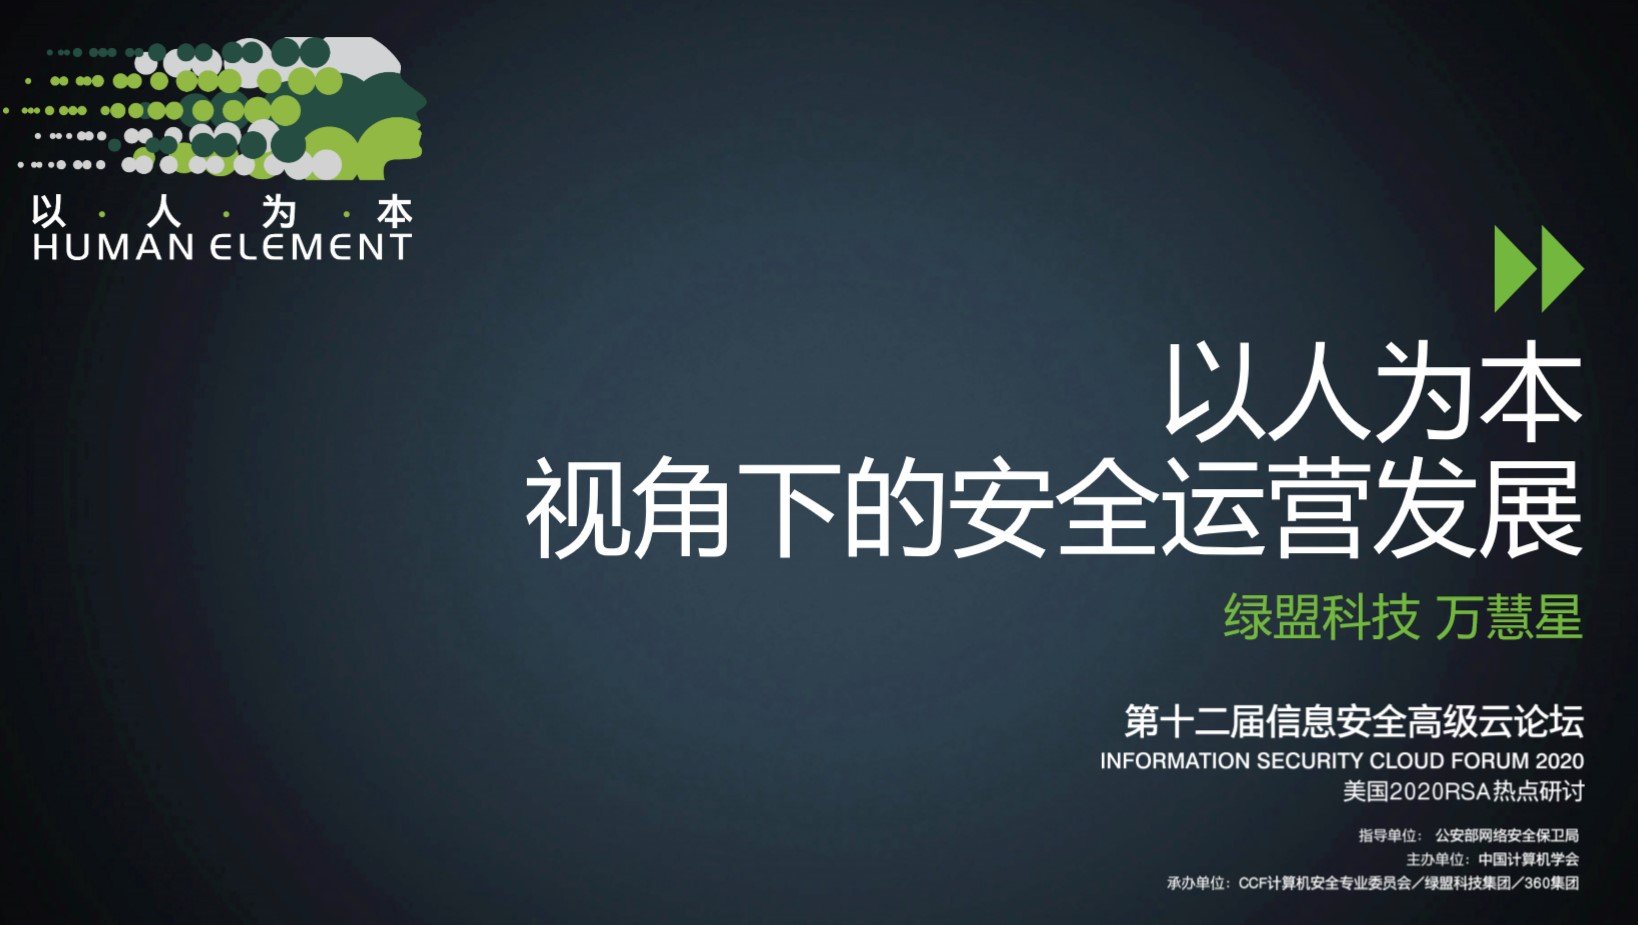 以·人·为·本
HUMAN ELEMENT
以人为本
视角下的安全运营发展
绿盟科技 万慧星
第十二届信息安全高级云论坛
INFORMATION SECURITY CLOUD FORUM 2020
美国2020RSA热点研讨
指导单位： 公安部网络安全保卫局
主办单位：中国计算机学会
承办单位：CCF计算机安全专业委员会／绿盟科技集团／360集团